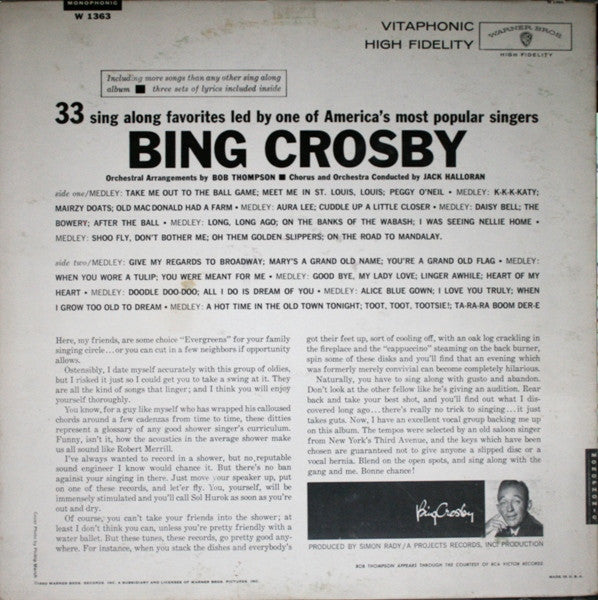 MONOPHONIC
W 1363
VITAPHONIC
HIGH FIDELITY
WARNER BROS
HIGH FIDELITY
Including more songs than any other sing along
album ■ three sets of lyrics included inside
33 sing along favorites led by one of America's most popular singers
BING CROSBY
Orchestral Arrangements by BOB THOMPSON ■ Chorus and Orchestra Conducted by JACK HALLORAN
side one/MEDLEY: TAKE ME OUT TO THE BALL GAME; MEET ME IN ST. LOUIS, LOUIS; PEGGY O'NEIL • MEDLEY: K-K-K-KATY;
MAIRZY DOATS; OLD MAC DONALD HAD A FARM • MEDLEY: AURA LEE; CUDDLE UP A LITTLE CLOSER • MEDLEY: DAISY BELL; THE
BOWERY; AFTER THE BALL • MEDLEY: LONG, LONG AGO; ON THE BANKS OF THE WABASH; I WAS SEEING NELLIE HOME •
MEDLEY: SHOO FLY, DON'T BOTHER ME; OH THEM GOLDEN SLIPPERS; ON THE ROAD TO MANDALAY.
side two/MEDLEY: GIVE MY REGARDS TO BROADWAY; MARY'S A GRAND OLD NAME; YOU'RE A GRAND OLD FLAG • MEDLEY:
WHEN YOU WORE A TULIP; YOU WERE MEANT FOR ME • MEDLEY: GOOD BYE, MY LADY LOVE; LINGER AWHILE; HEART OF MY
HEART • MEDLEY: DOODLE DOO-DOO; ALL I DO IS DREAM OF YOU • MEDLEY: ALICE BLUE GOWN; I LOVE YOU TRULY; WHEN
I GROW TOO OLD TO DREAM • MEDLEY: A HOT TIME IN THE OLD TOWN TONIGHT; TOOT, TOOT, TOOTSIE!; TA-RA-RA BOOM DER-E
Here, my friends, are some choice "Evergreens" for your family
singing circle...or you can cut in a few neighbors if opportunity
allows.
Ostensibly, I date myself accurately with this group of oldies,
but I risked it just so I could get you to take a swing at it. They
are all the kind of songs that linger; and I think you will enjoy
yourself thoroughly.
You know, for a guy like myself who has wrapped his calloused
chords around a few cadenzas from time to time, these ditties
represent a glossary of any good shower singer's curriculum.
Funny, isn't it, how the acoustics in the average shower make
us all sound like Robert Merrill.
I've always wanted to record in a shower, but no reputable
sound engineer I know would chance it. But there's no ban
against your singing in there. Just move your speaker up, put
on one of these records, and let'er fly. You, yourself, will be
immensely stimulated and you'll call Sol Hurok as soon as you're
out and dry.
Of course, you can't take your friends into the shower; at
least I don't think you can, unless you're pretty friendly with a
water ballet. But these tunes, these records, go pretty good any-
where. For instance, when you stack the dishes and everybody's
got their feet up, sort of cooling off, with an oak log crackling in
the fireplace and the "cappuccino" steaming on the back burner,
spin some of these disks and you'll find that an evening which
was formerly merely convivial can become completely hilarious.
Naturally, you have to sing along with gusto and abandon.
Don't look at the other fellow like he's giving an audition. Rear
back and take your best shot, and you'll find out what I dis-
covered long ago...there's really no trick to singing...it just
takes guts. Now, I have an excellent vocal group backing me up
on this album. The tempos were selected by an old saloon singer
from New York's Third Avenue, and the keys which have been
chosen are guaranteed not to give anyone a slipped disc or a
vocal hernia. Blend on the open spots, and sing along with the
gang and me. Bonne chance!
Bing Crosby
PRODUCED BY SIMON RADY/A PROJECTS RECORDS, INC. PRODUCTION
BOB THOMPSON APPEARS THROUGH THE COURTESY OF RCA VICTOR RECORDS
MADE IN U.S.A.